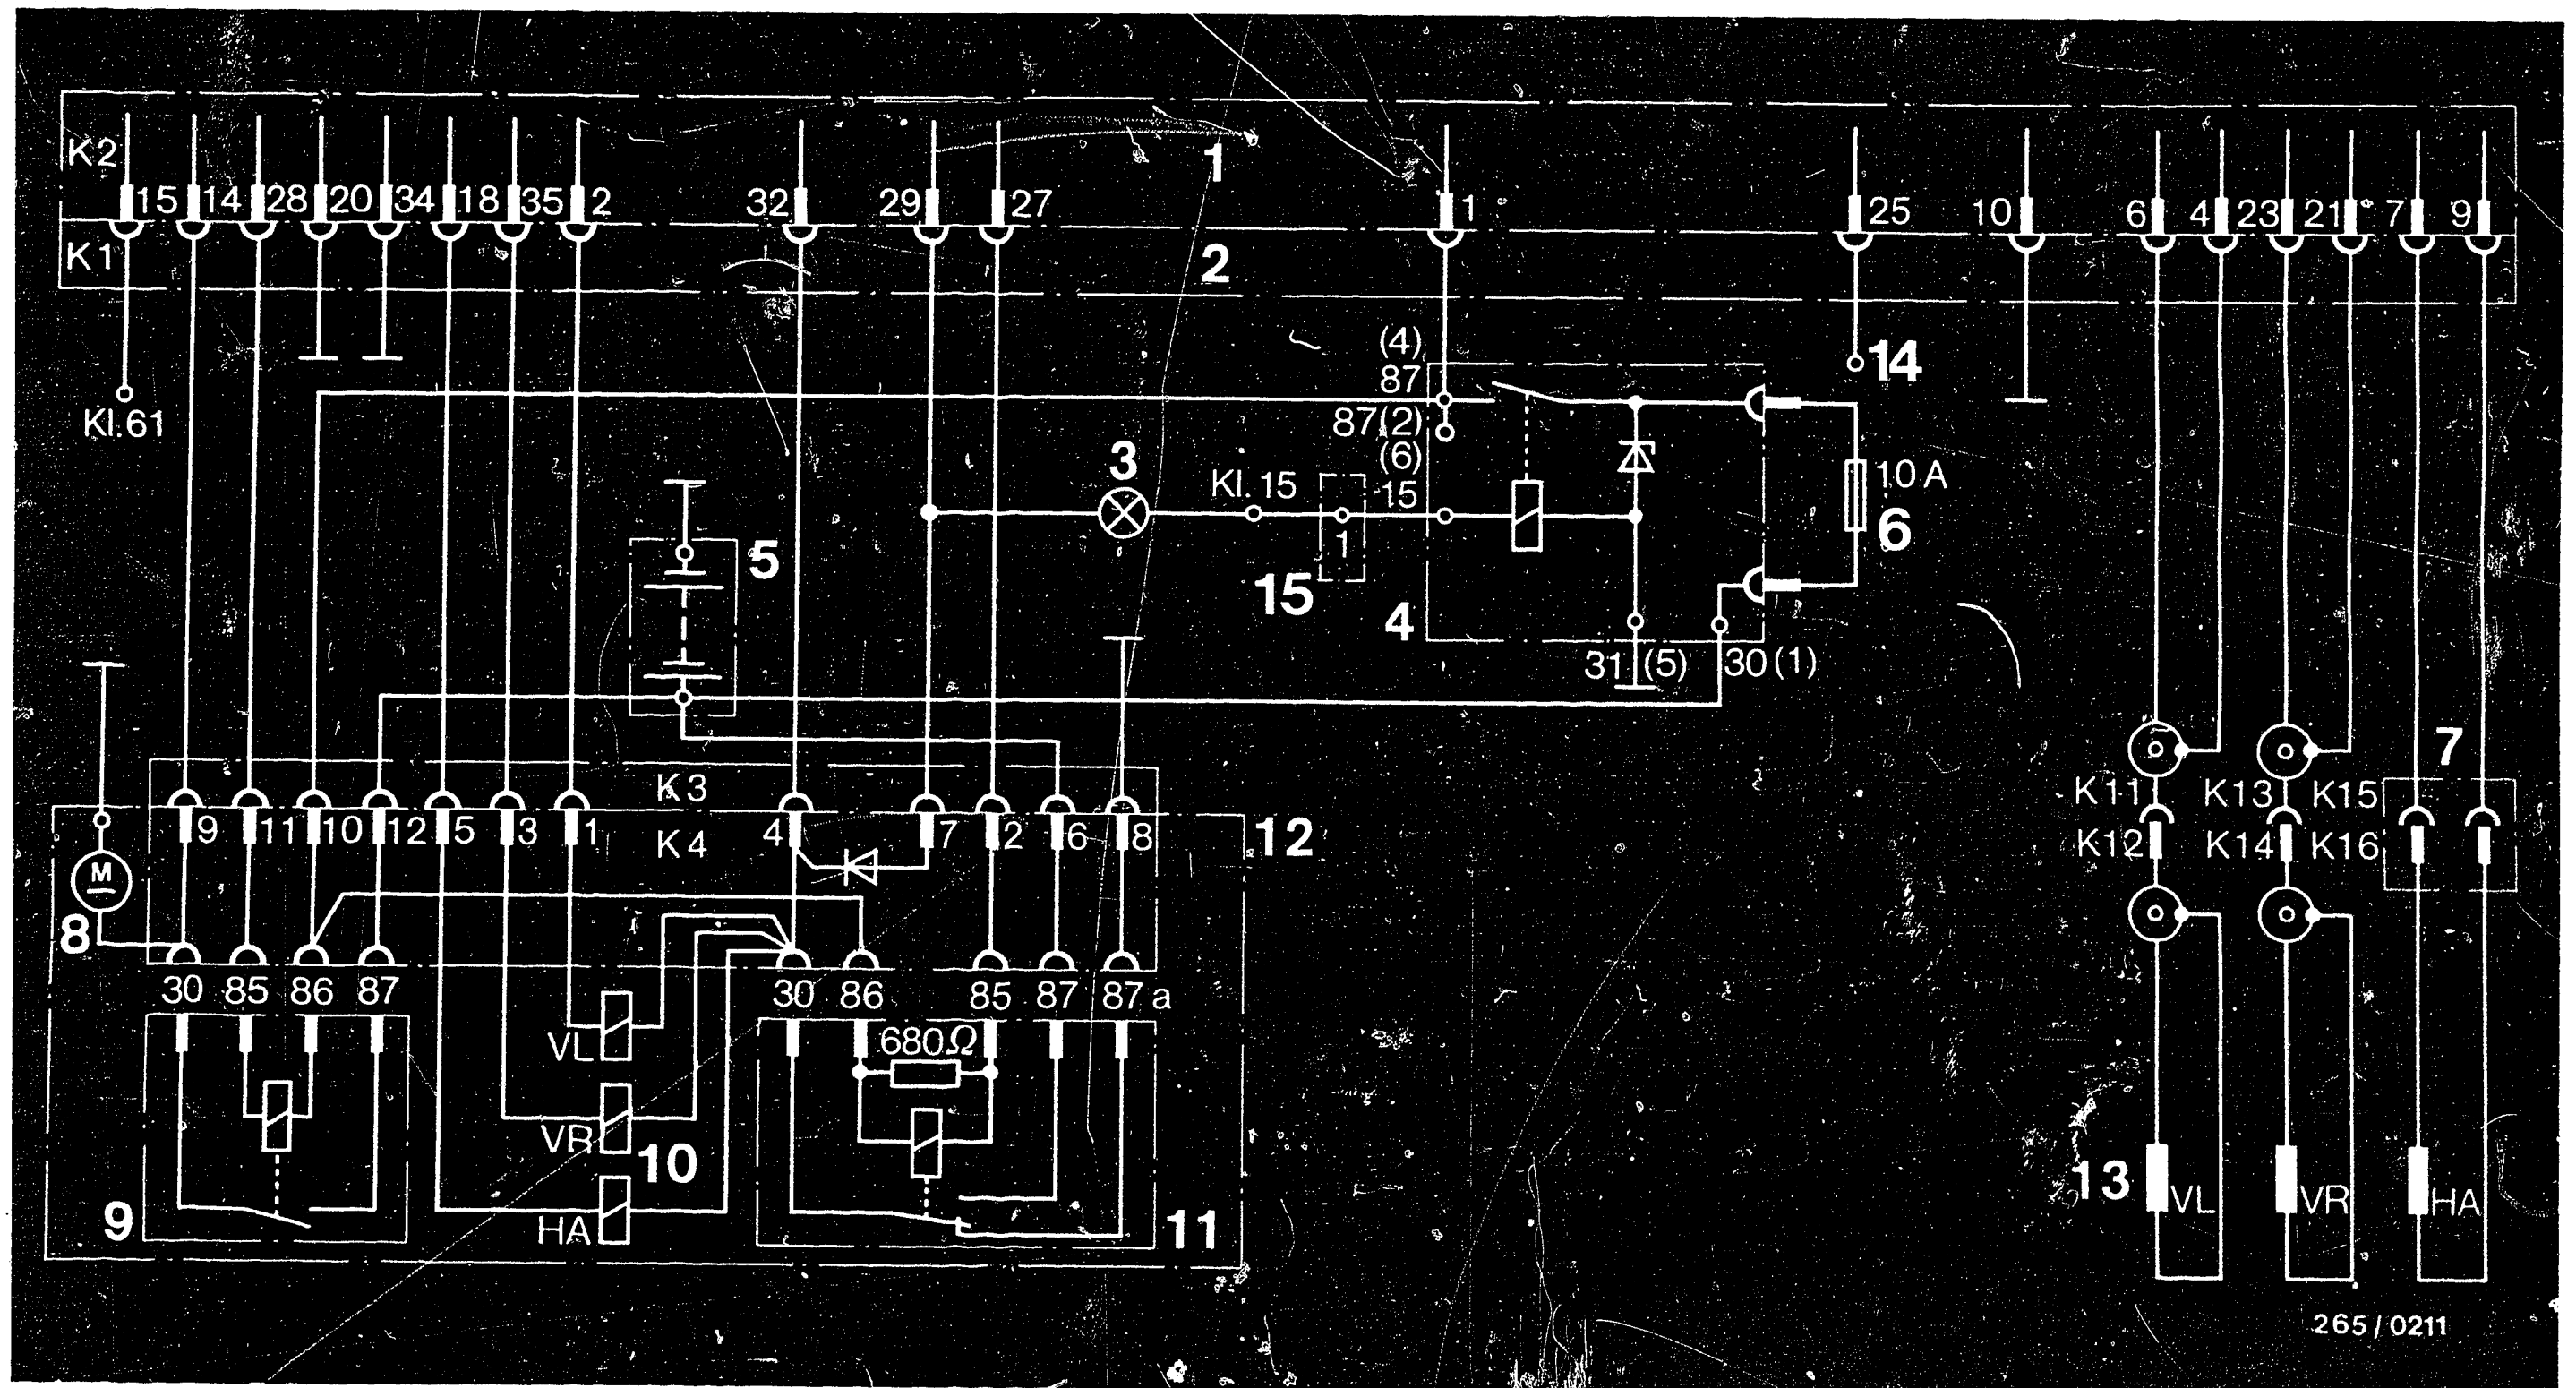 1
K2
15 14 28 20 34 18 35 2 32 29 27 1 25 10 6 4 23 21 7 9
K1
2
(4)
14
87
Kl.61
87(2)
(6)
3
Kl. 15
15
10 A
1
6
5
15
4
31 (5)
30 (1)
7
K3
K11 K13 K15
9 11 10 12 5 3 1 4 7 2 6 8
12
K4
K12 K14 K16
M
8
30 85 86 87
30 86 85 87 87a
VL
680Ω
VR
10
13
VL VR HA
9
HA
11
265/0211